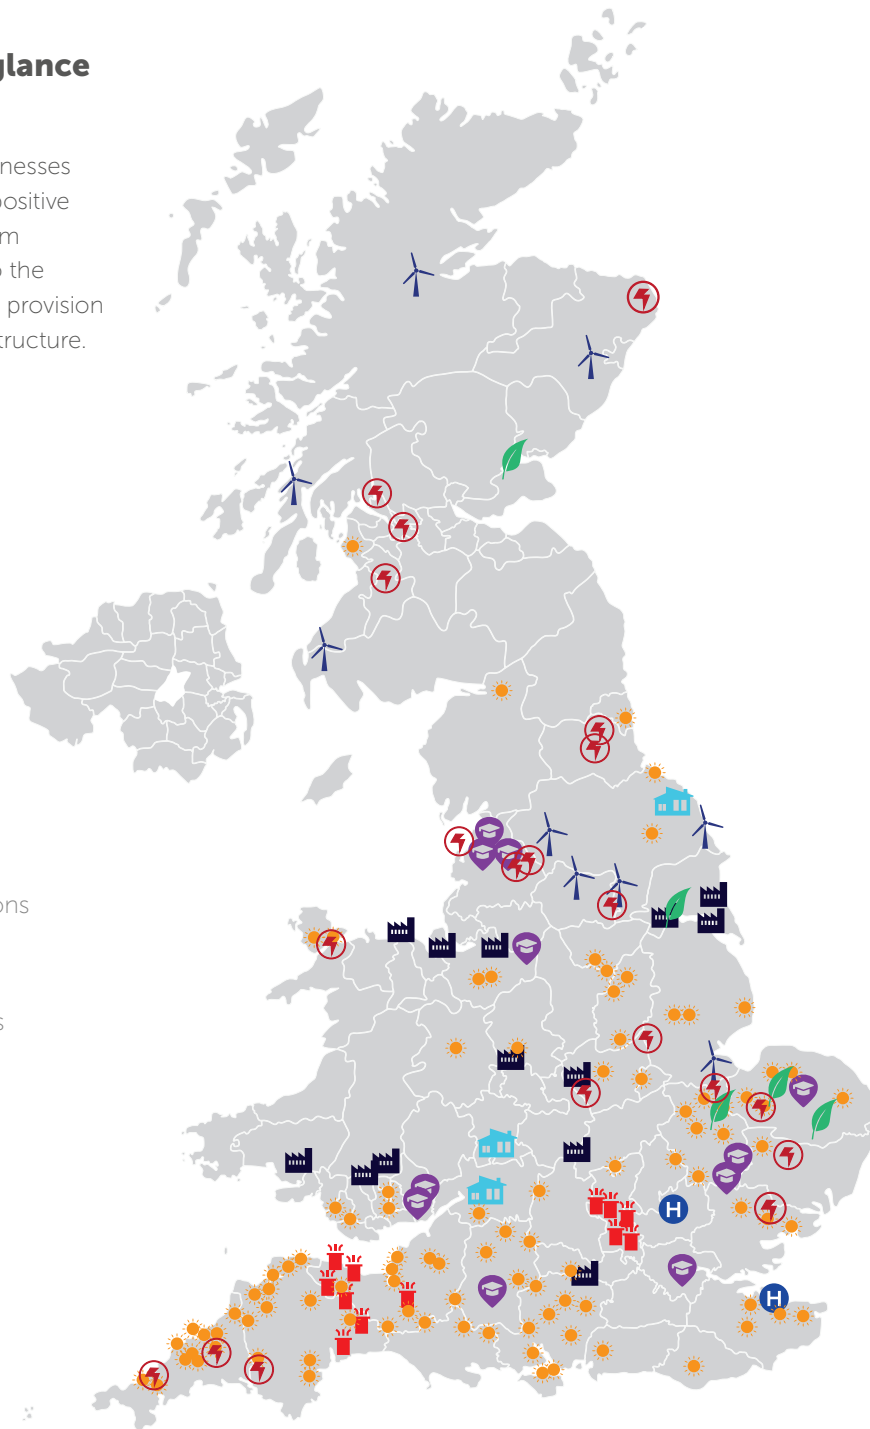 glance
nesses
positive
m
o the
provision
tructure.
ons
s
H
H